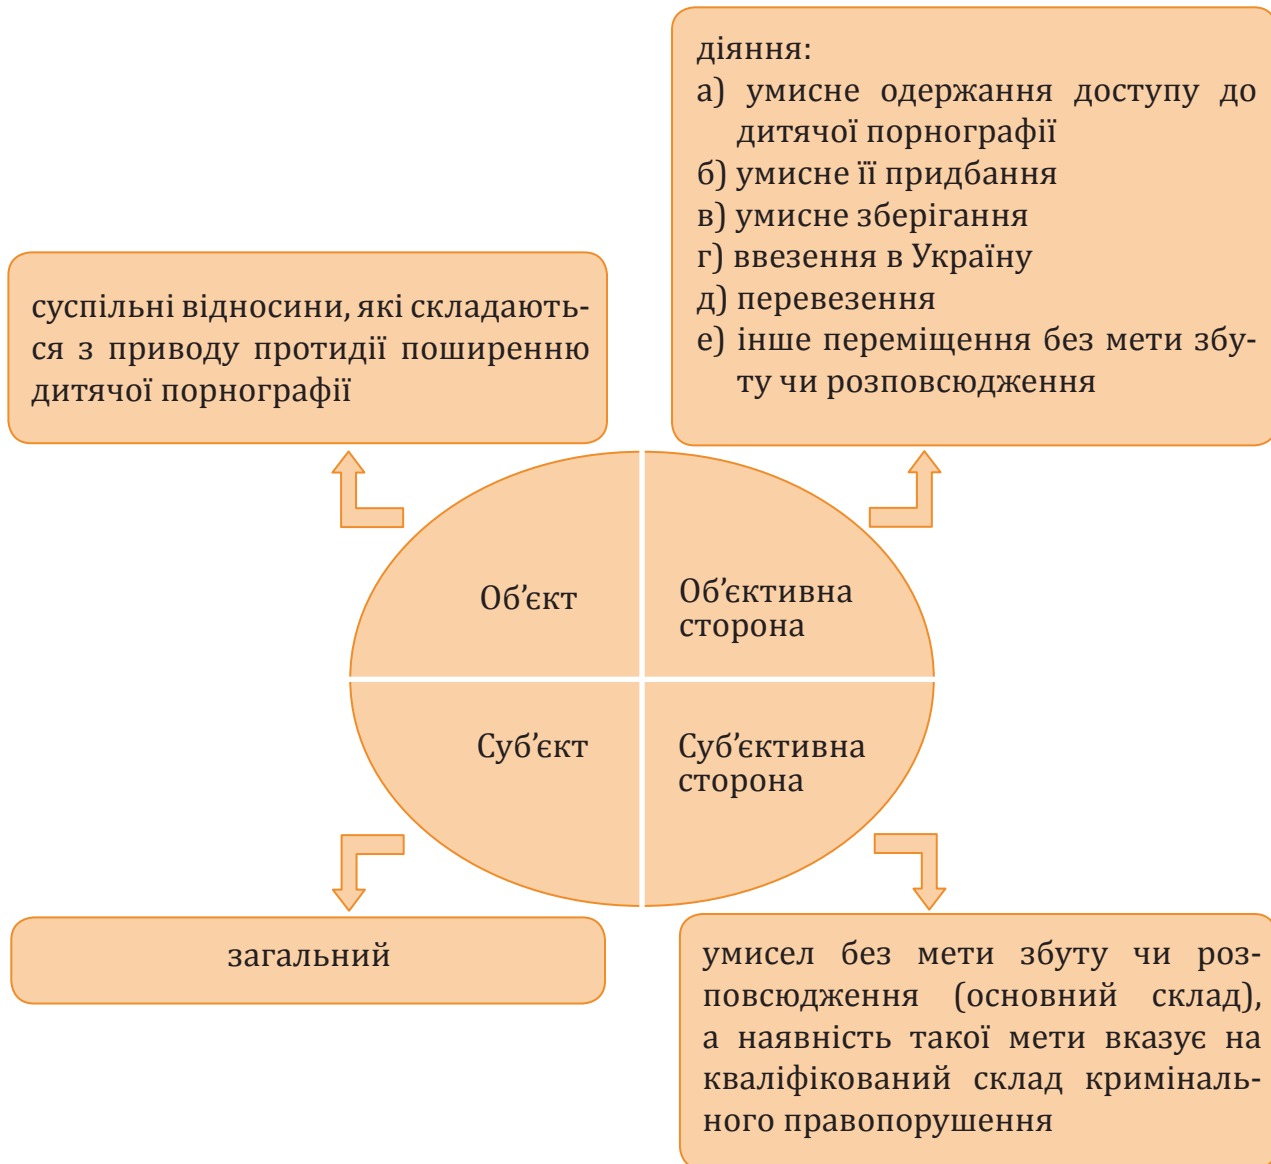 діяння:
а) умисне одержання доступу до
дитячої порнографії
б) умисне її придбання
в) умисне зберігання
г) ввезення в Україну
д) перевезення
е) інше переміщення без мети збу-
ту чи розповсюдження
суспільні відносини, які складають-
ся з приводу протидії поширенню
дитячої порнографії
Об’єкт
Об’єктивна
сторона
Суб’єкт
Суб’єктивна
сторона
загальний
умисел без мети збуту чи роз-
повсюдження (основний склад),
а наявність такої мети вказує на
кваліфікований склад криміналь-
ного правопорушення